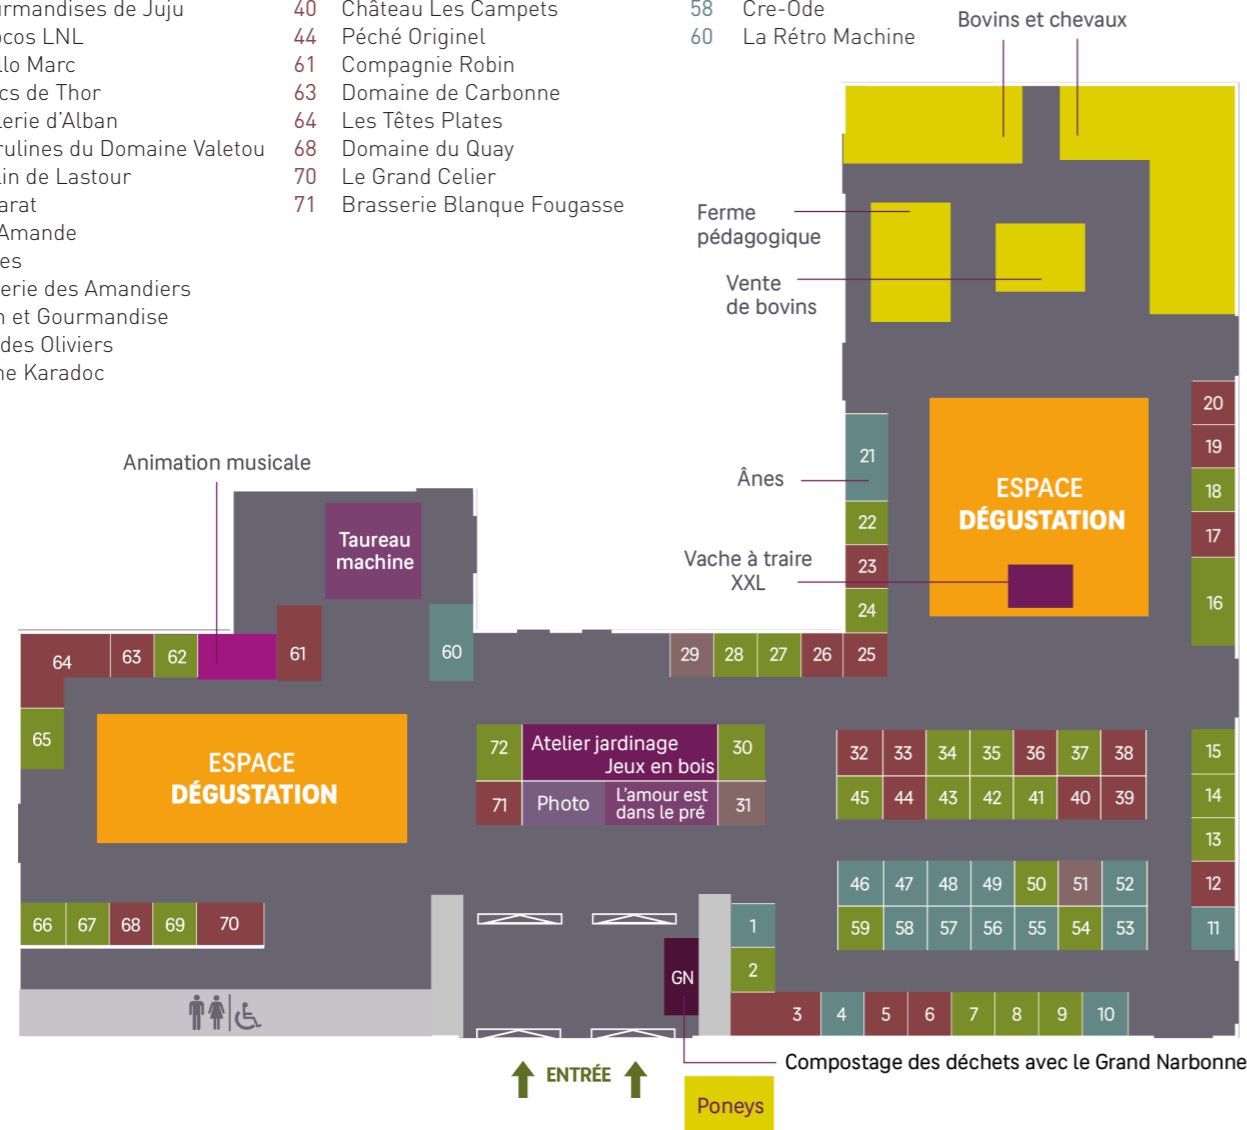 rmandises de Juju
ocos LNL
llo Marc
cs de Thor
lerie d'Alban
rulines du Domaine Valetou
lin de Lastour
arat
Amande
es
erie des Amandiers
n et Gourmandise
des Oliviers
ne Karadoc
40 Château Les Campets
44 Péché Originel
61 Compagnie Robin
63 Domaine de Carbonne
64 Les Têtes Plates
68 Domaine du Quay
70 Le Grand Celier
71 Brasserie Blanque Fougasse
58 Cre-Ode
60 La Rétro Machine
Bovins et chevaux
Ferme
pédagogique
Vente
de bovins
Ânes
Vache à traire
XXL
ESPACE
DÉGUSTATION
20
19
18
17
16
21
22
23
24
25
29 28 27 26
Animation musicale
Taureau
machine
64 63 62 61 60
65
ESPACE
DÉGUSTATION
72 Atelier jardinage
Jeux en bois 30
71 Photo L'amour est
dans le pré 31
32 33 34 35 36 37 38
45 44 43 42 41 40 39
46 47 48 49 50 51 52
59 58 57 56 55 54 53
15
14
13
12
11
66 67 68 69 70
1
2
3 4 5 6 7 8 9 10
GN
ENTRÉE
Compostage des déchets avec le Grand Narbonne
Poneys